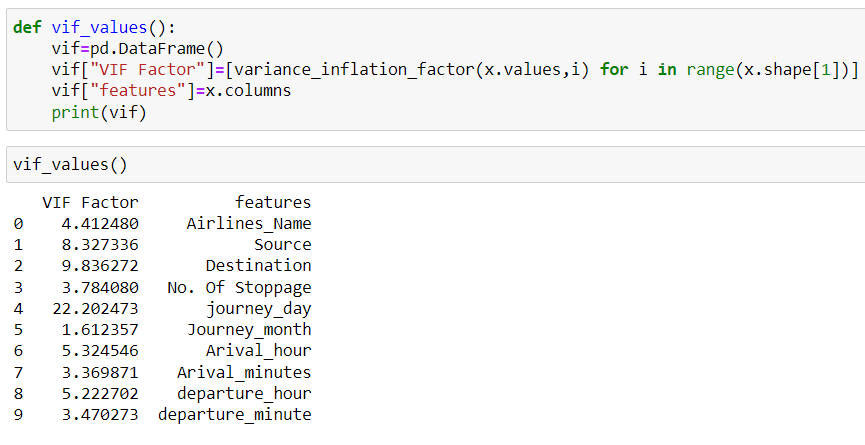 def vif_values():
    vif=pd.DataFrame()
    vif["VIF Factor"]=[variance_inflation_factor(x.values,i) for i in range(x.shape[1])]
    vif["features"]=x.columns
    print(vif)
vif_values()
   VIF Factor          features
0    4.412480     Airlines_Name
1    8.327336            Source
2    9.836272       Destination
3    3.784080   No. Of Stoppage
4   22.202473       journey_day
5    1.612357     Journey_month
6    5.324546       Arival_hour
7    3.369871    Arival_minutes
8    5.222702    departure_hour
9    3.470273  departure_minute